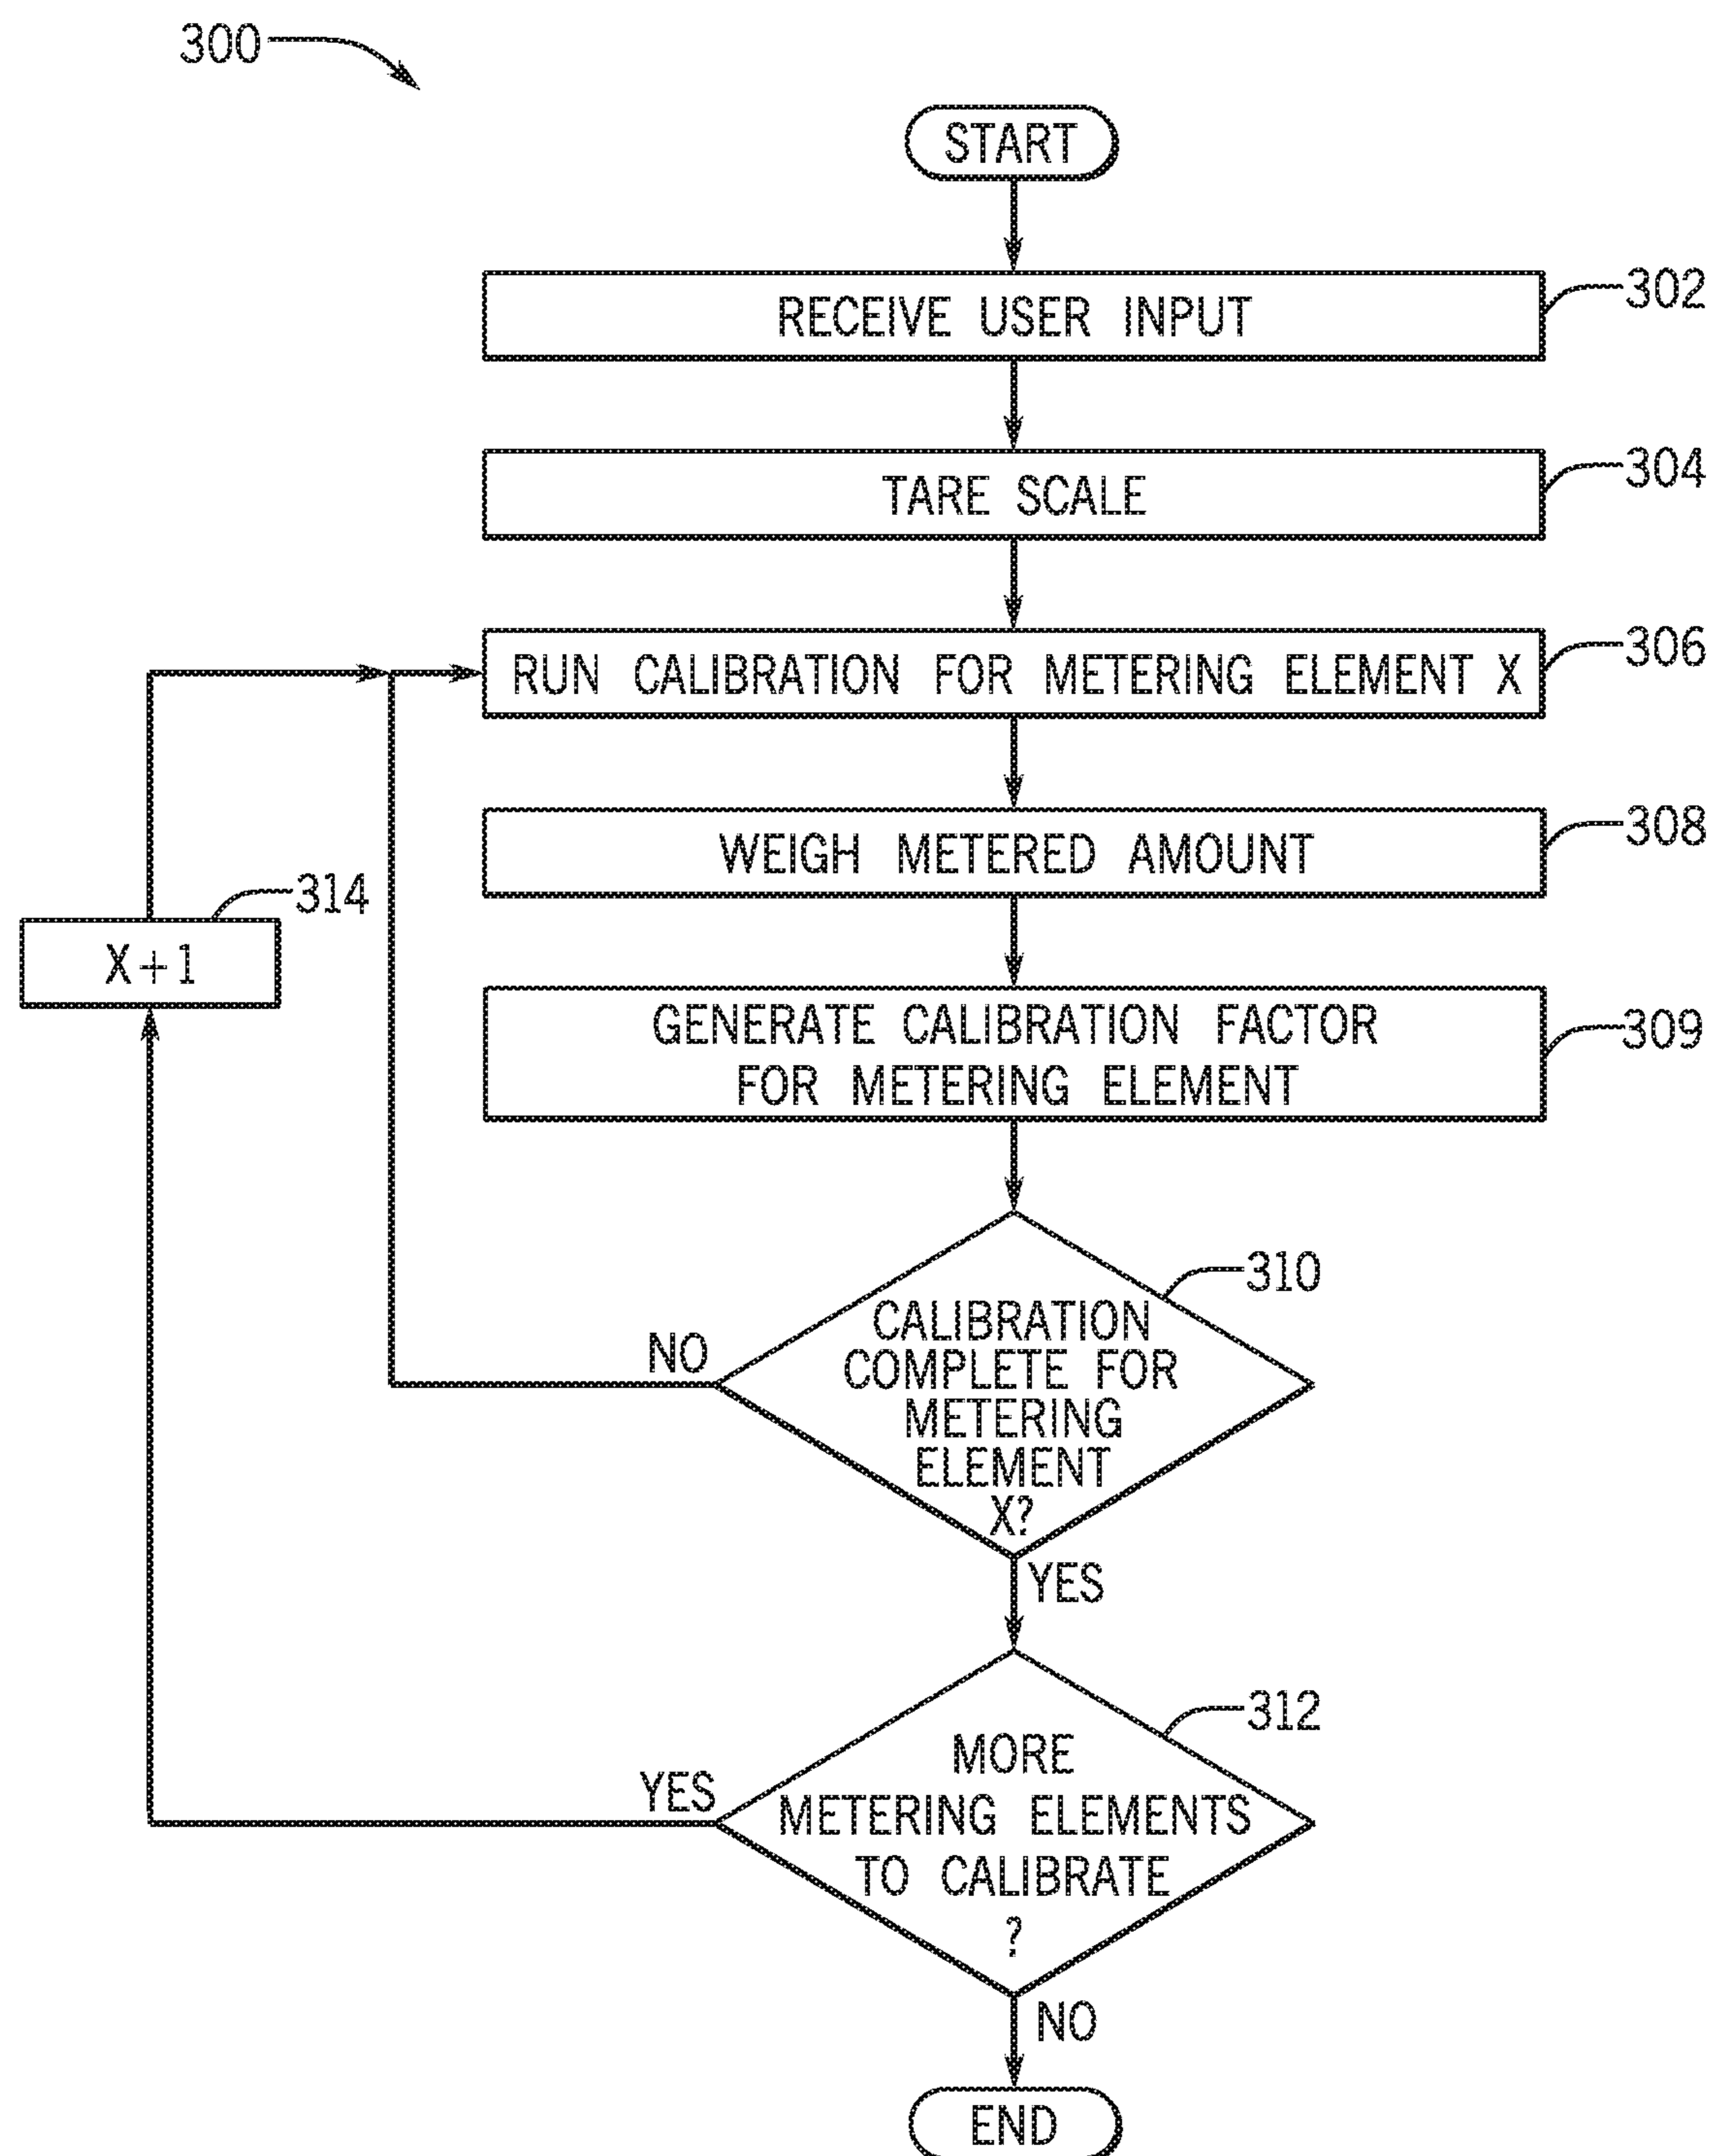 300
START
RECEIVE USER INPUT
302
TARE SCALE
304
RUN CALIBRATION FOR METERING ELEMENT X
306
WEIGH METERED AMOUNT
308
314
X+1
GENERATE CALIBRATION FACTOR
FOR METERING ELEMENT
309
310
CALIBRATION
COMPLETE FOR
METERING
ELEMENT
X?
NO
YES
312
MORE
METERING ELEMENTS
TO CALIBRATE
?
YES
NO
END